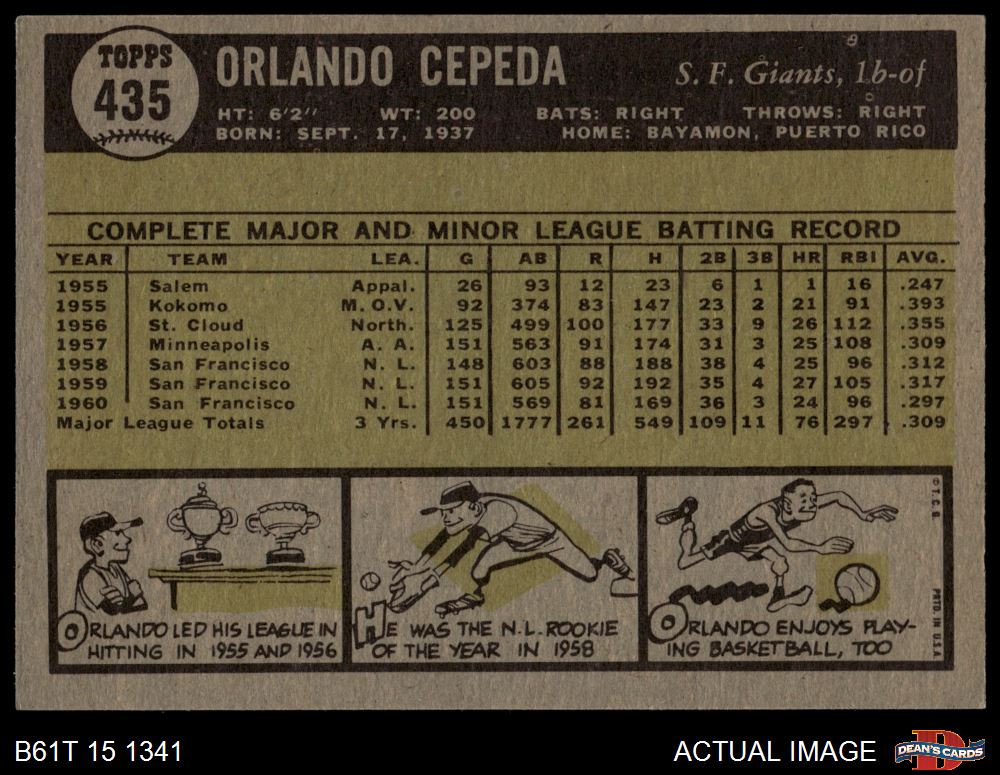 TOPPS
435
ORLANDO CEPEDA
S. F. Giants, 1b-of
HT: 6'2" WT: 200 BATS: RIGHT THROWS: RIGHT
BORN: SEPT. 17, 1937 HOME: BAYAMON, PUERTO RICO
COMPLETE MAJOR AND MINOR LEAGUE BATTING RECORD
YEAR TEAM LEA. G AB R H 2B 3B HR RBI AVG.
1955 Salem Appal. 26 93 12 23 6 1 1 16 .247
1955 Kokomo M. O. V. 92 374 83 147 23 2 21 91 .393
1956 St. Cloud North. 125 499 100 177 33 9 26 112 .355
1957 Minneapolis A. A. 151 563 91 174 31 3 25 108 .309
1958 San Francisco N. L. 148 603 88 188 38 4 25 96 .312
1959 San Francisco N. L. 151 605 92 192 35 4 27 105 .317
1960 San Francisco N. L. 151 569 81 169 36 3 24 96 .297
Major League Totals 3 Yrs. 450 1777 261 549 109 11 76 297 .309
ORLANDO LED HIS LEAGUE IN
HITTING IN 1955 AND 1956
HE WAS THE N.L. ROOKIE
OF THE YEAR IN 1958
ORLANDO ENJOYS PLAY-
ING BASKETBALL, TOO
© T. C. G.
PRTD. IN U.S.A.
B61T 15 1341
ACTUAL IMAGE
DEAN'S CARDS